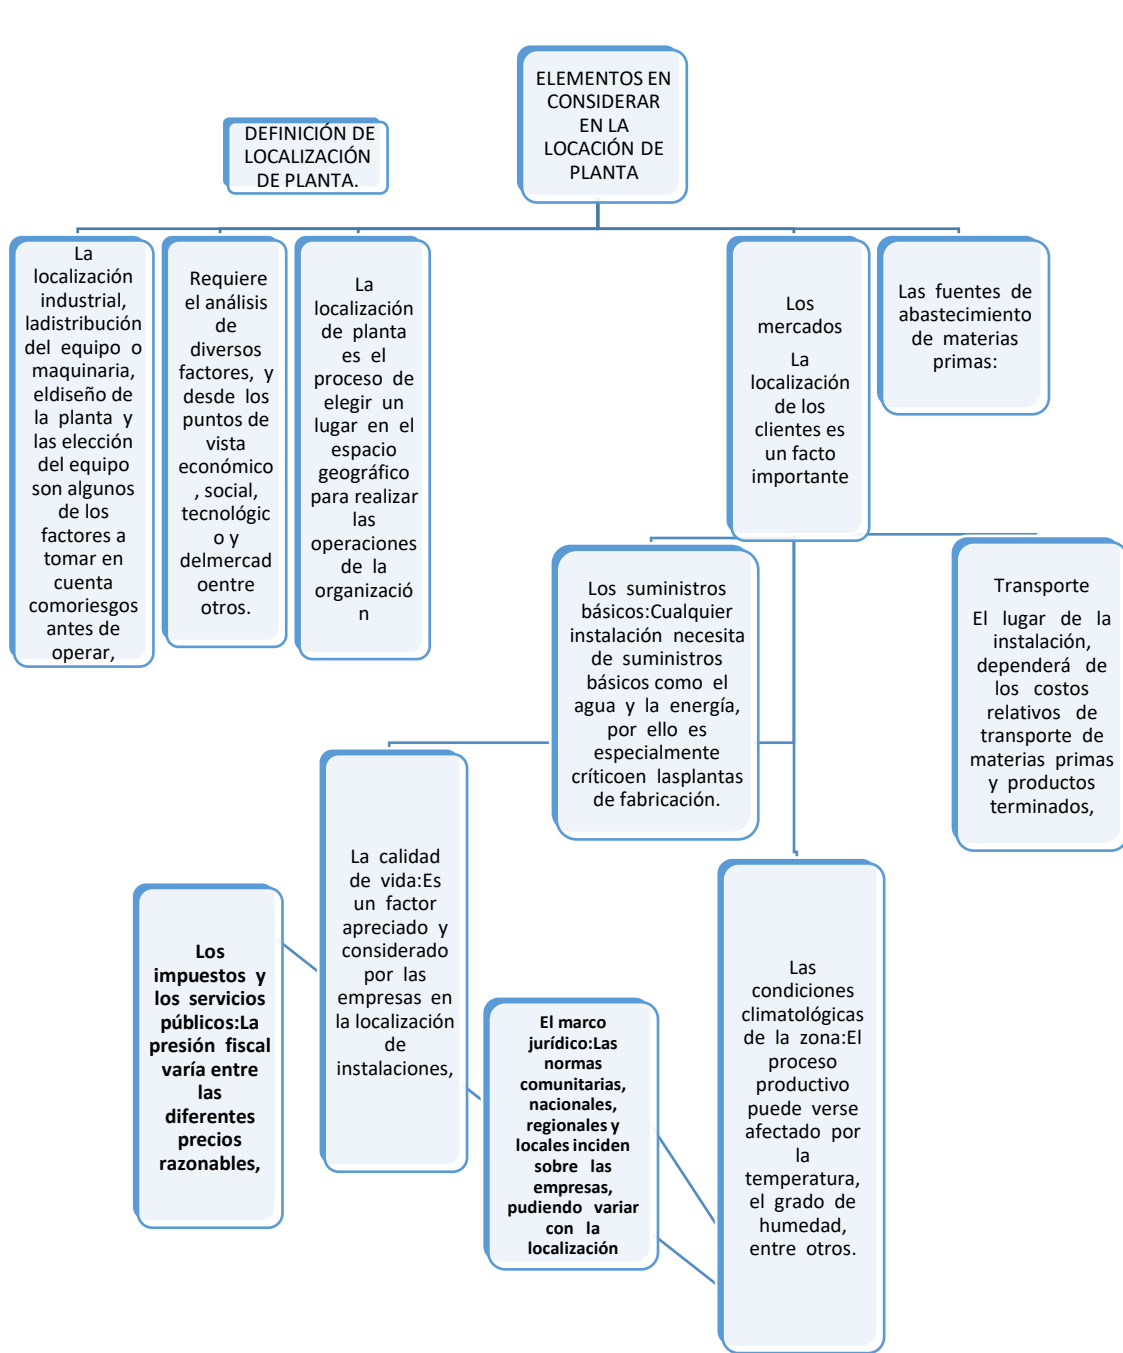 ELEMENTOS EN
CONSIDERAR
EN LA
LOCACIÓN DE
PLANTA
DEFINICIÓN DE
LOCALIZACIÓN
DE PLANTA.
La
localización
industrial,
ladistribución
del equipo o
maquinaria,
eldiseño de
la planta y
las elección
del equipo
son algunos
de los
factores a
tomar en
cuenta
comoriesgos
antes de
operar,
Requiere
el análisis
de
diversos
factores, y
desde los
puntos de
vista
económico
, social,
tecnológic
o y
delmercad
oentre
otros.
La
localización
de planta
es el
proceso de
elegir un
lugar en el
espacio
geográfico
para realizar
las
operaciones
de la
organizació
n
Los
mercados
La
localización
de los
clientes es
un facto
importante
Las fuentes de
abastecimiento
de materias
primas:
Los suministros
básicos:Cualquier
instalación necesita
de suministros
básicos como el
agua y la energía,
por ello es
especialmente
críticoen lasplantas
de fabricación.
Transporte
El lugar de la
instalación,
dependerá de
los costos
relativos de
transporte de
materias primas
y productos
terminados,
La calidad
de vida:Es
un factor
apreciado y
considerado
por las
empresas en
la localización
de
instalaciones,
Los
impuestos y
los servicios
públicos:La
presión fiscal
varía entre
las
diferentes
precios
razonables,
El marco
jurídico:Las
normas
comunitarias,
nacionales,
regionales y
locales inciden
sobre las
empresas,
pudiendo variar
con la
localización
Las
condiciones
climatológicas
de la zona:El
proceso
productivo
puede verse
afectado por
la
temperatura,
el grado de
humedad,
entre otros.